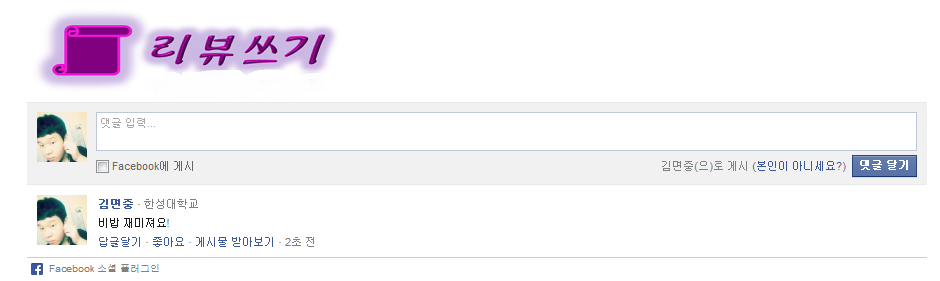 리뷰쓰기
댓글 입력...
Facebook에 게시
김면중(으)로 게시 (본인이 아니세요?)
댓글 달기
김면중 · 한성대학교
비밥 재미져요!
답글달기 · 좋아요 · 게시물 받아보기 · 2초 전
Facebook 소셜 플러그인